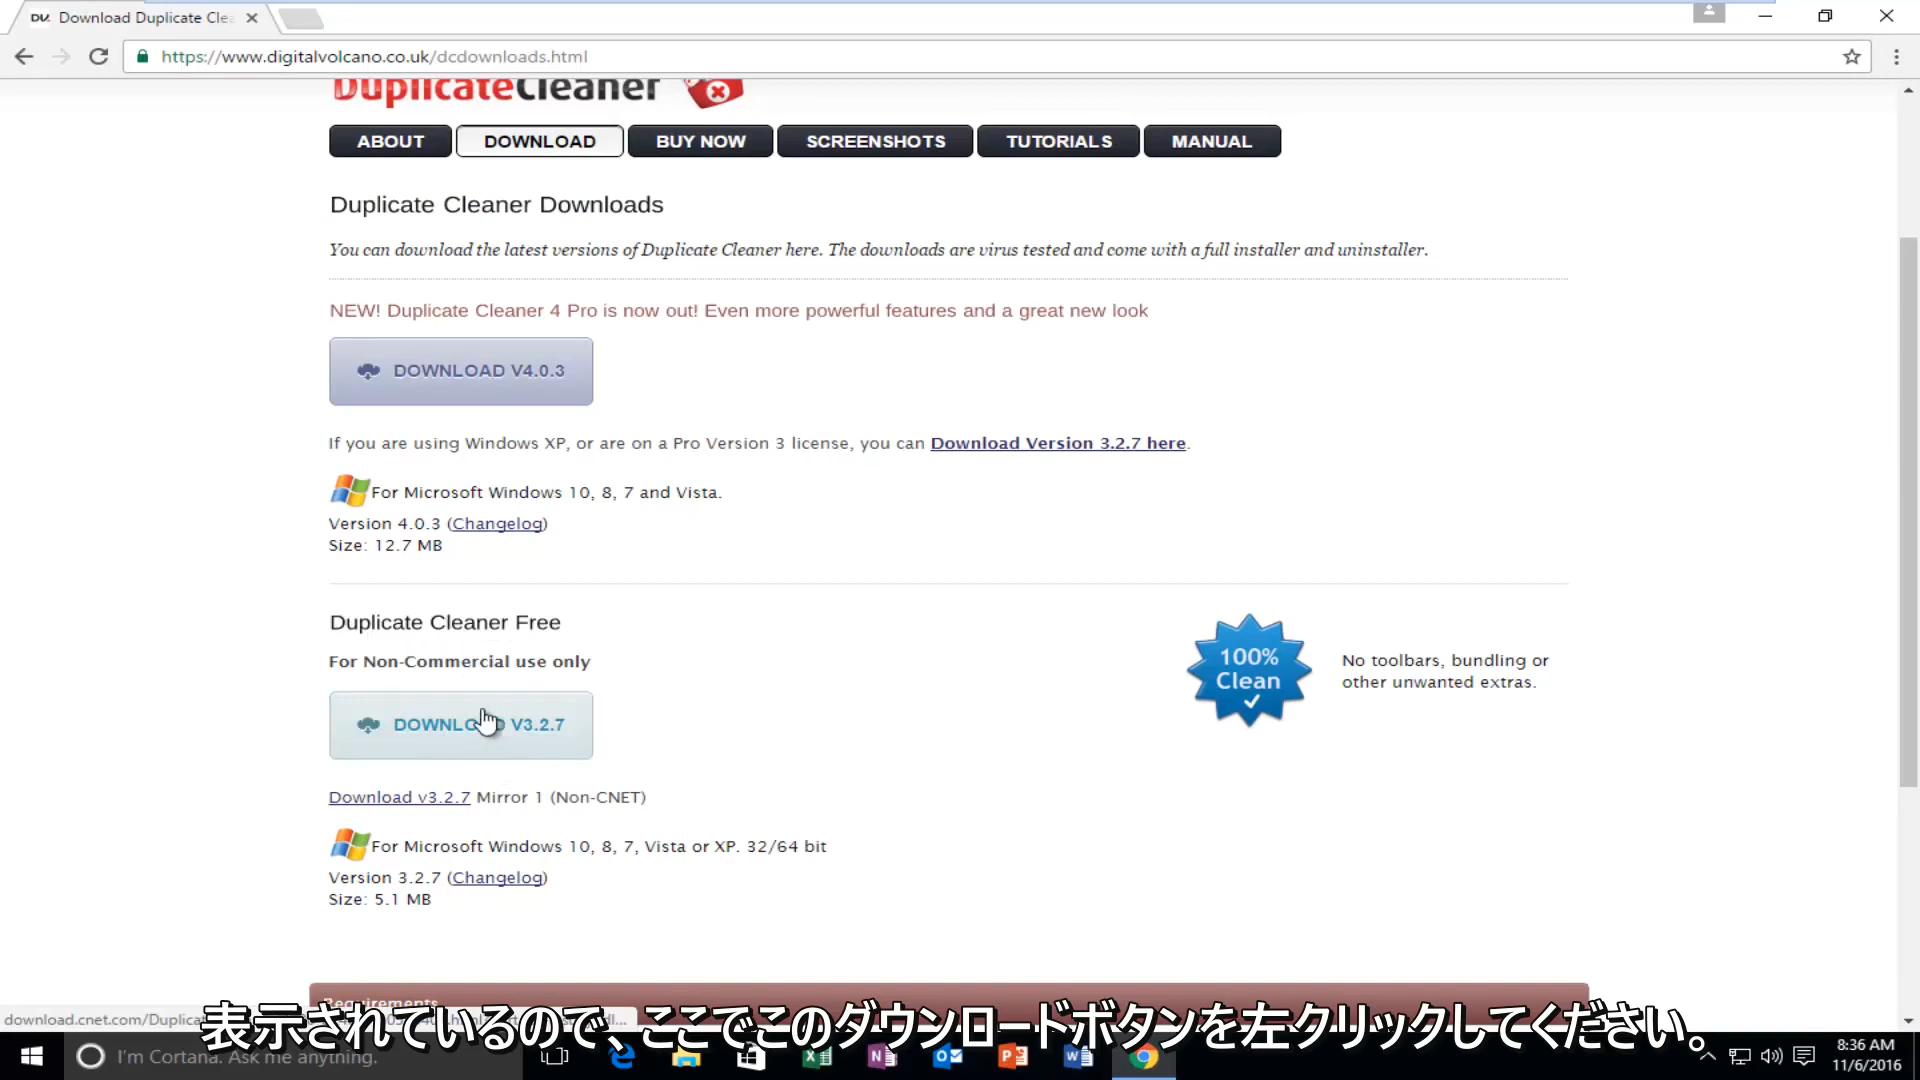 DV. Download Duplicate Clea
https://www.digitalvolcano.co.uk/dcdownloads.html
DuplicateCleaner
ABOUT DOWNLOAD BUY NOW SCREENSHOTS TUTORIALS MANUAL
Duplicate Cleaner Downloads
You can download the latest versions of Duplicate Cleaner here. The downloads are virus tested and come with a full installer and uninstaller.
NEW! Duplicate Cleaner 4 Pro is now out! Even more powerful features and a great new look
DOWNLOAD V4.0.3
If you are using Windows XP, or are on a Pro Version 3 license, you can Download Version 3.2.7 here.
For Microsoft Windows 10, 8, 7 and Vista.
Version 4.0.3 (Changelog)
Size: 12.7 MB
Duplicate Cleaner Free
For Non-Commercial use only
100%
Clean
No toolbars, bundling or
other unwanted extras.
DOWNLOAD V3.2.7
Download v3.2.7 Mirror 1 (Non-CNET)
For Microsoft Windows 10, 8, 7, Vista or XP. 32/64 bit
Version 3.2.7 (Changelog)
Size: 5.1 MB
Requirements
download.cnet.com/Duplicat
表示されているので、ここでこのダウンロードボタンを左クリックしてください。
I'm Cortana. Ask me anything.
8:36 AM
11/6/2016